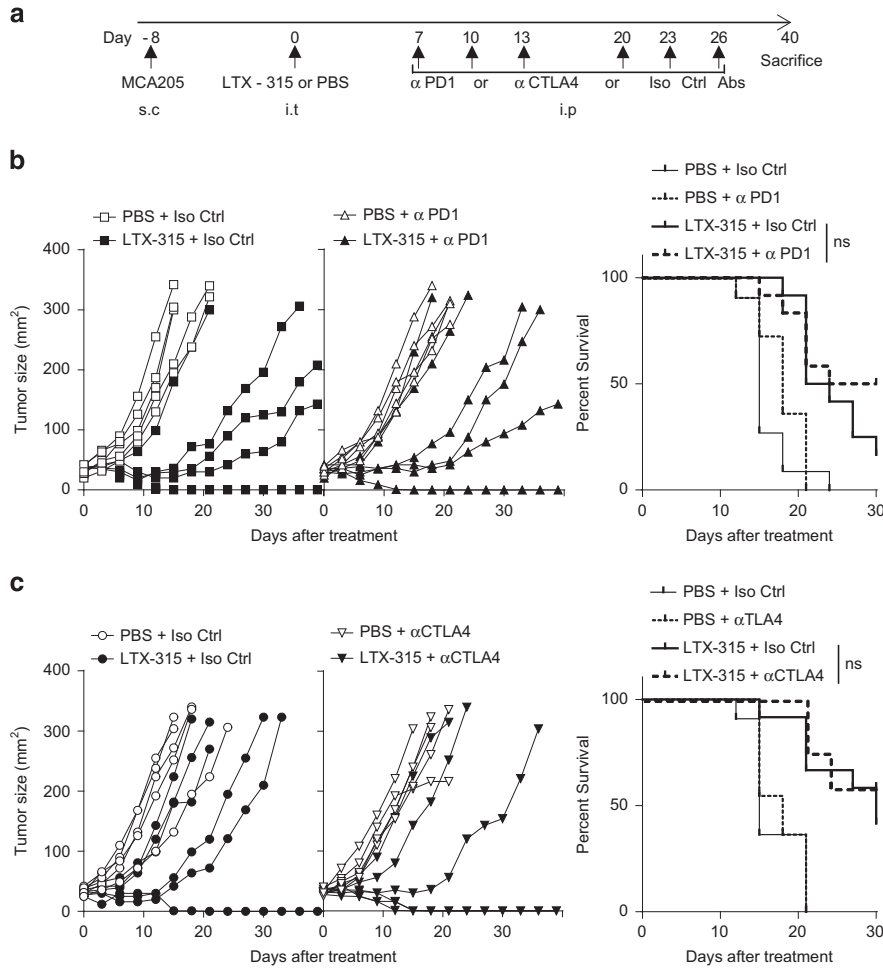 a
Day -8 0 7 10 13 20 23 26 40
Sacrifice
MCA205 LTX - 315 or PBS α PD1 or α CTLA4 or Iso Ctrl Abs
s.c i.t i.p
b
PBS + Iso Ctrl
LTX-315 + Iso Ctrl
PBS + α PD1
LTX-315 + α PD1
400
300
200
100
0
Tumor size (mm²)
0 10 20 30 0 10 20 30
Days after treatment
PBS + Iso Ctrl
PBS + α PD1
LTX-315 + Iso Ctrl
LTX-315 + α PD1
ns
100
50
0
Percent Survival
0 10 20 30
Days after treatment
c
PBS + Iso Ctrl
LTX-315 + Iso Ctrl
PBS + αCTLA4
LTX-315 + αCTLA4
400
300
200
100
0
Tumor size (mm²)
0 10 20 30 0 10 20 30
Days after treatment
PBS + Iso Ctrl
PBS + αTLA4
LTX-315 + Iso Ctrl
LTX-315 + αCTLA4
ns
100
50
0
Percent Survival
0 10 20 30
Days after treatment